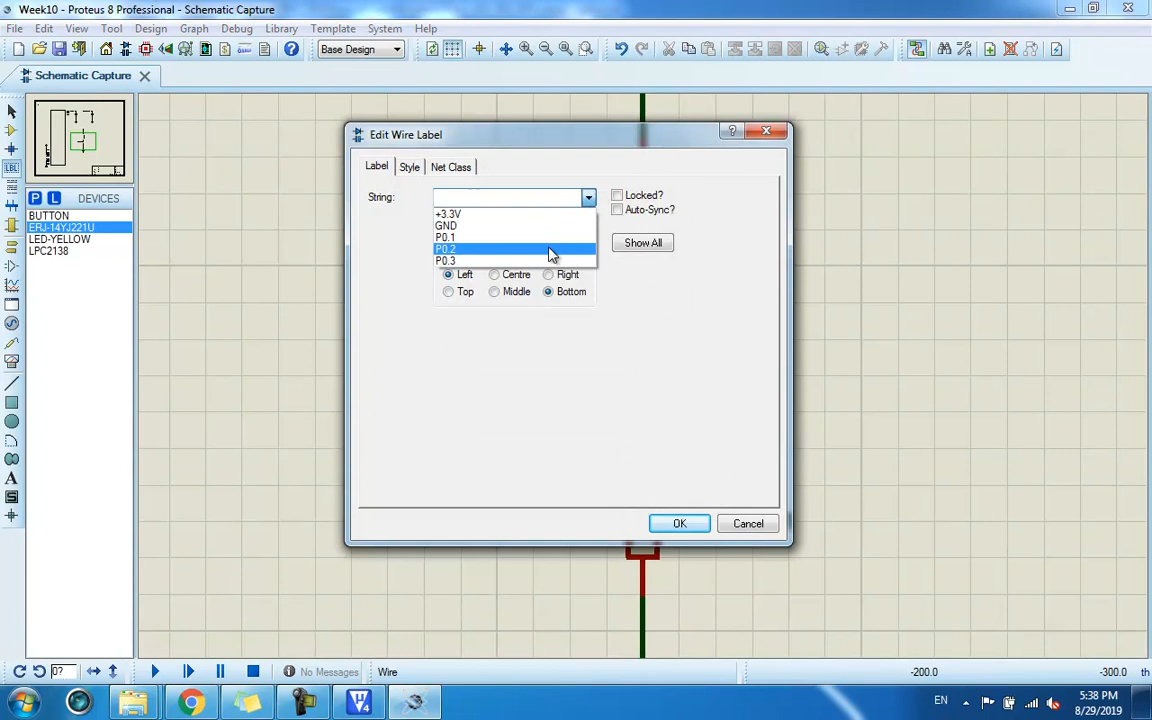 Week10 - Proteus 8 Professional - Schematic Capture
File Edit View Tool Design Graph Debug Library Template System Help
Base Design
Schematic Capture
P L DEVICES
BUTTON
ERJ-14YJ221U
LED-YELLOW
LPC2138
LBL
A
Edit Wire Label
Label Style Net Class
String:
Locked?
Auto-Sync?
Show All
+3.3V
GND
P0.1
P0.2
P0.3
Left Centre Right
Top Middle Bottom
OK Cancel
0?
No Messages
Wire
-200.0 -300.0 th
EN
5:38 PM
8/29/2019